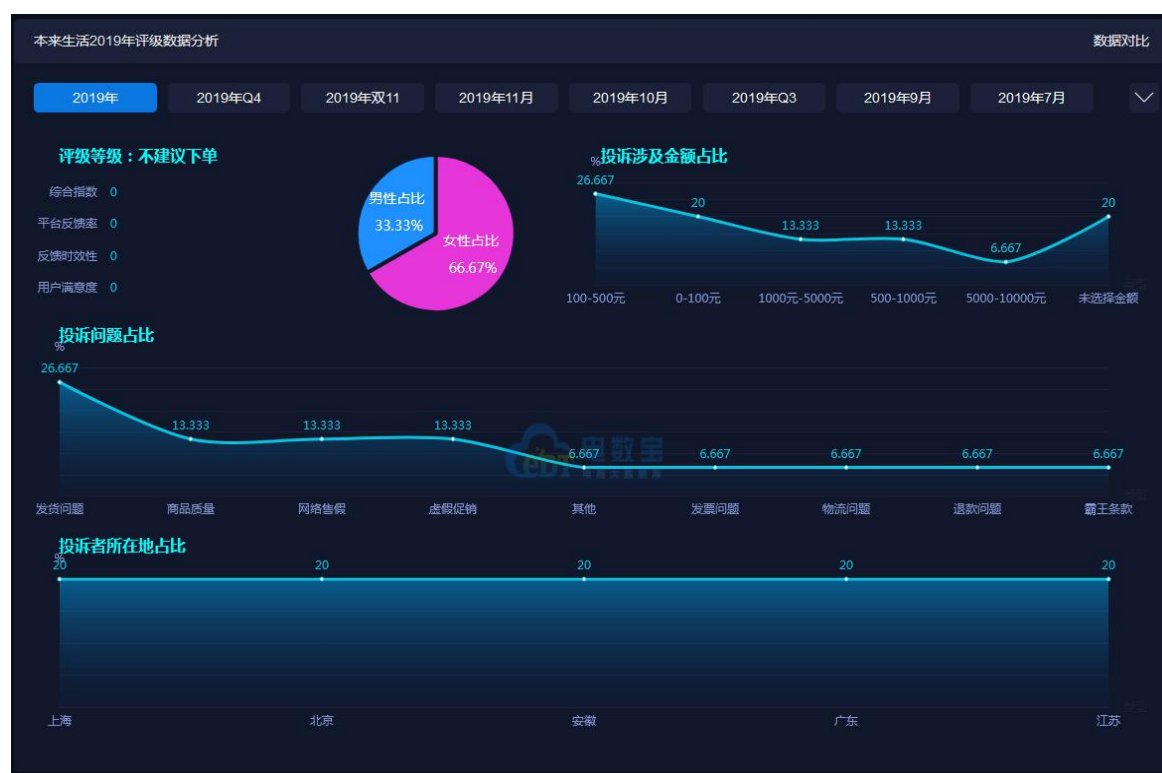 本来生活2019年评级数据分析
数据对比
2019年 2019年Q4 2019年双11 2019年11月 2019年10月 2019年Q3 2019年9月 2019年7月
评级等级：不建议下单
综合指数 0
平台反馈率 0
反馈时效性 0
用户满意度 0
男性占比
33.33%
女性占比
66.67%
%
投诉涉及金额占比
26.667 20 13.333 13.333 6.667 20
100-500元 0-100元 1000元-5000元 500-1000元 5000-10000元 未选择金额
投诉问题占比
%
26.667 13.333 13.333 13.333 6.667 6.667 6.667 6.667 6.667
发货问题 商品质量 网络售假 虚假促销 其他 发票问题 物流问题 退款问题 霸王条款
投诉者所在地占比
%
20 20 20 20 20
上海 北京 安徽 广东 江苏